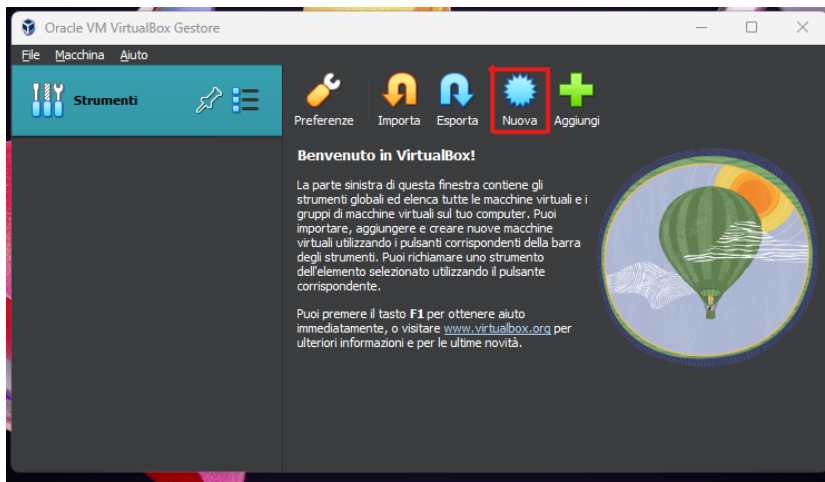 Oracle VM VirtualBox Gestore
File Macchina Aiuto
Strumenti
Preferenze Importa Esporta Nuova Aggiungi
Benvenuto in VirtualBox!
La parte sinistra di questa finestra contiene gli
strumenti globali ed elenca tutte le macchine virtuali e i
gruppi di macchine virtuali sul tuo computer. Puoi
importare, aggiungere e creare nuove macchine
virtuali utilizzando i pulsanti corrispondenti della barra
degli strumenti. Puoi richiamare uno strumento
dell'elemento selezionato utilizzando il pulsante
corrispondente.
Puoi premere il tasto F1 per ottenere aiuto
immediatamente, o visitare www.virtualbox.org per
ulteriori informazioni e per le ultime novità.